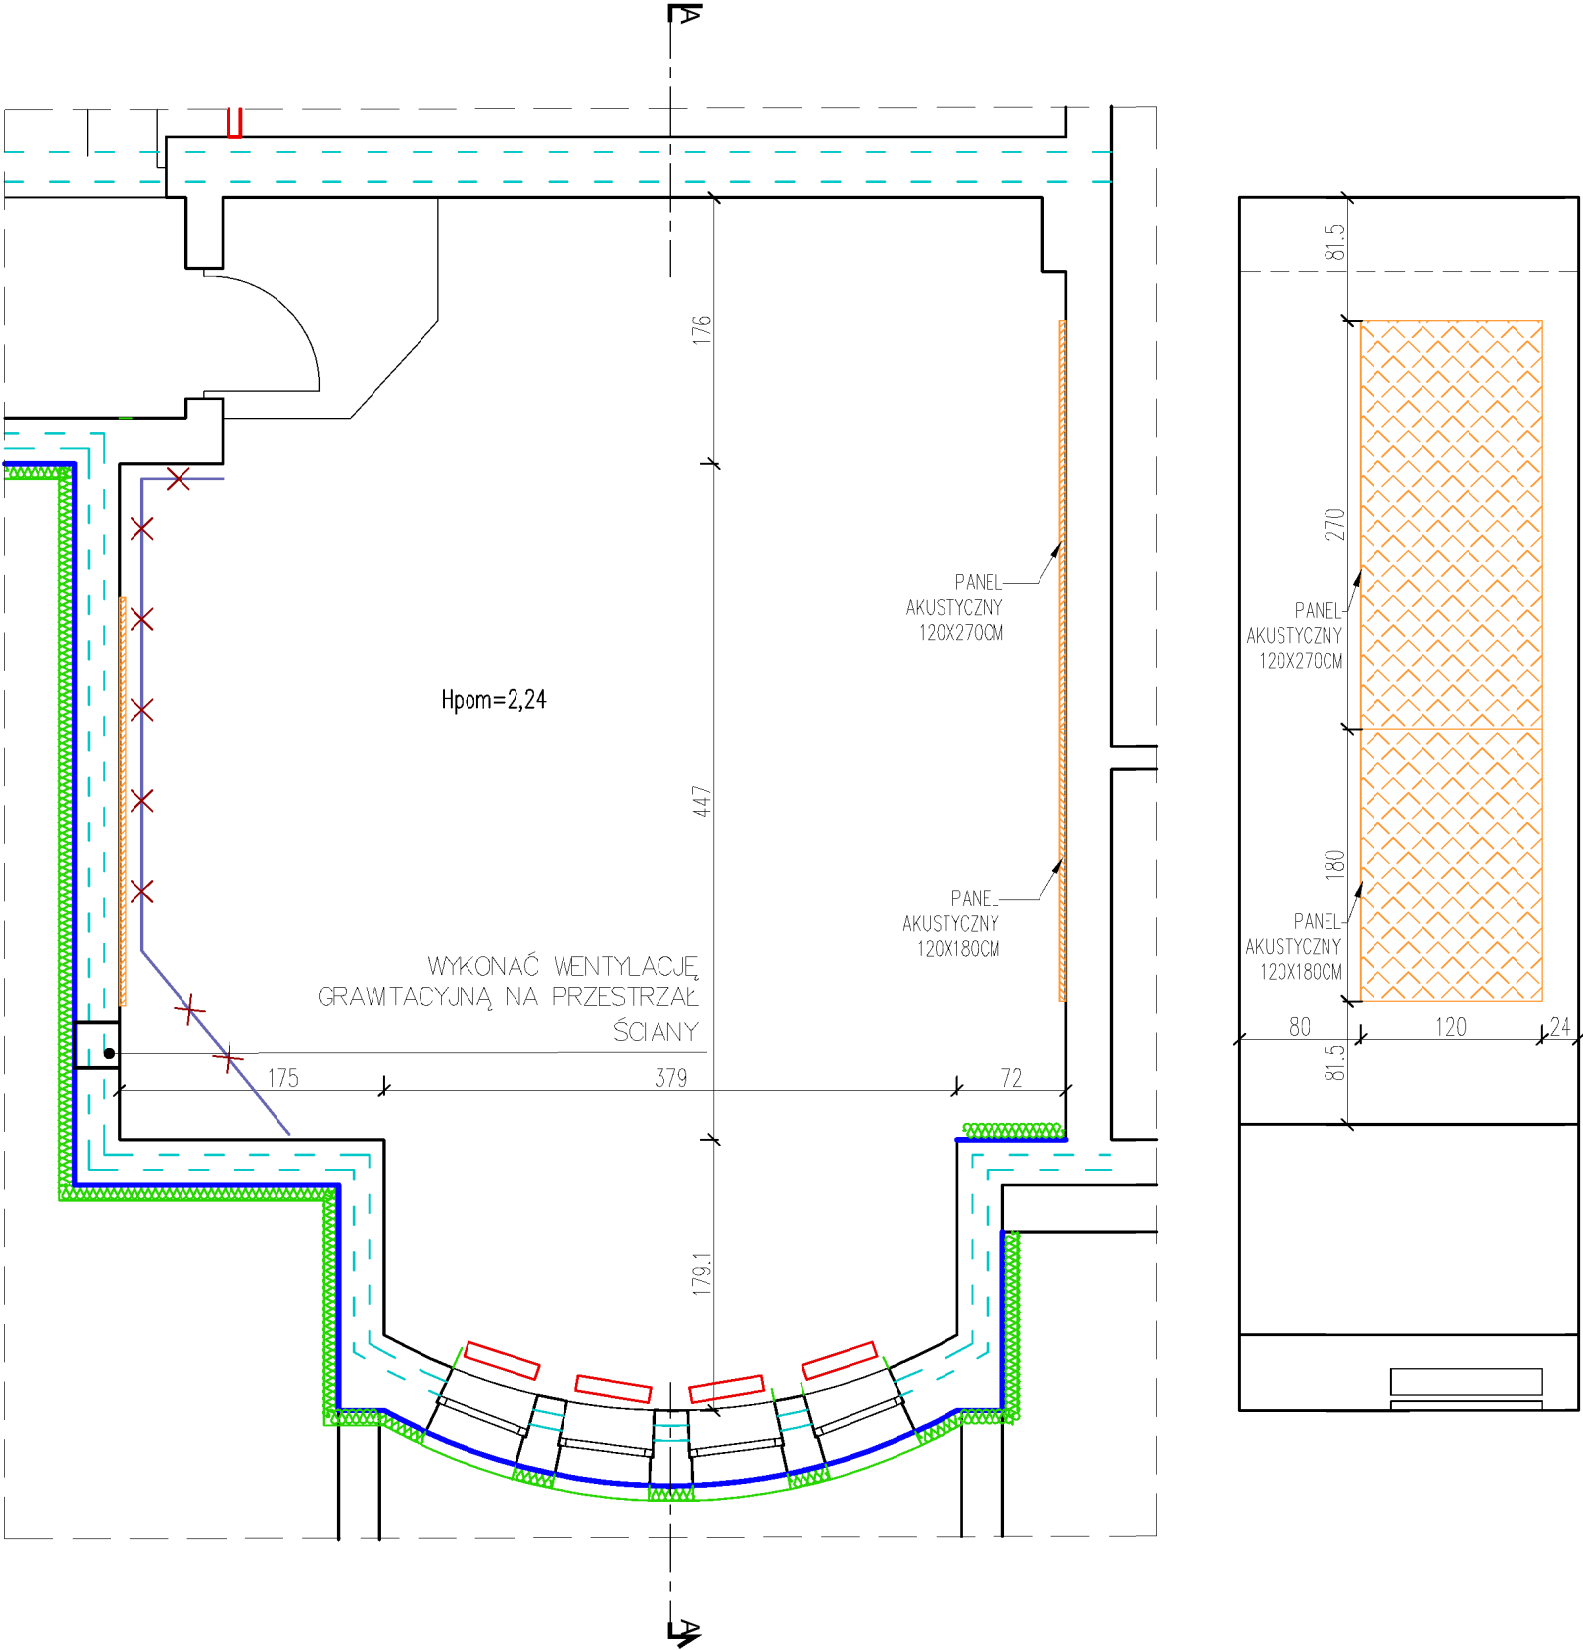 A
81.5
176
270
PANEL
AKUSTYCZNY
120X270CM
PANEL
AKUSTYCZNY
120X270CM
Hpom=2,24
447
180
PANEL
AKUSTYCZNY
120X180CM
PANEL
AKUSTYCZNY
120X180CM
WYKONAĆ WENTYLACJĘ
GRAWITACYJNĄ NA PRZESTRZAŁ
ŚCIANY
80
120
24
81.5
175
379
72
179.1
A